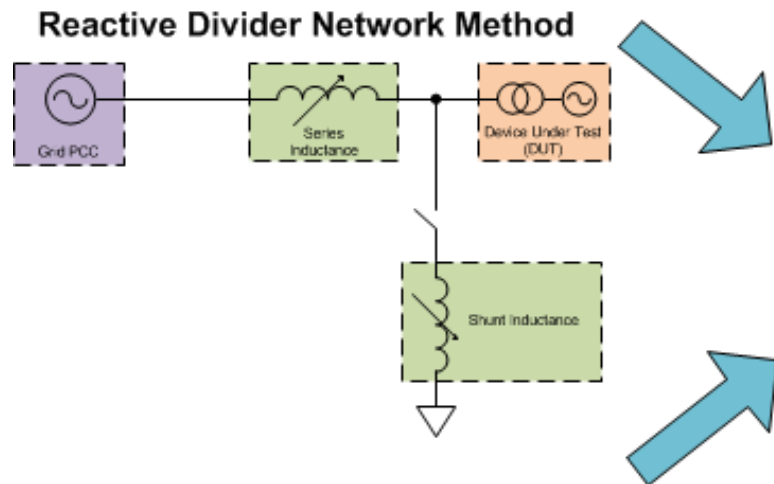 Reactive Divider Network Method
Grid PCC
Series
Inductance
Device Under Test
(DUT)
Shunt Inductance